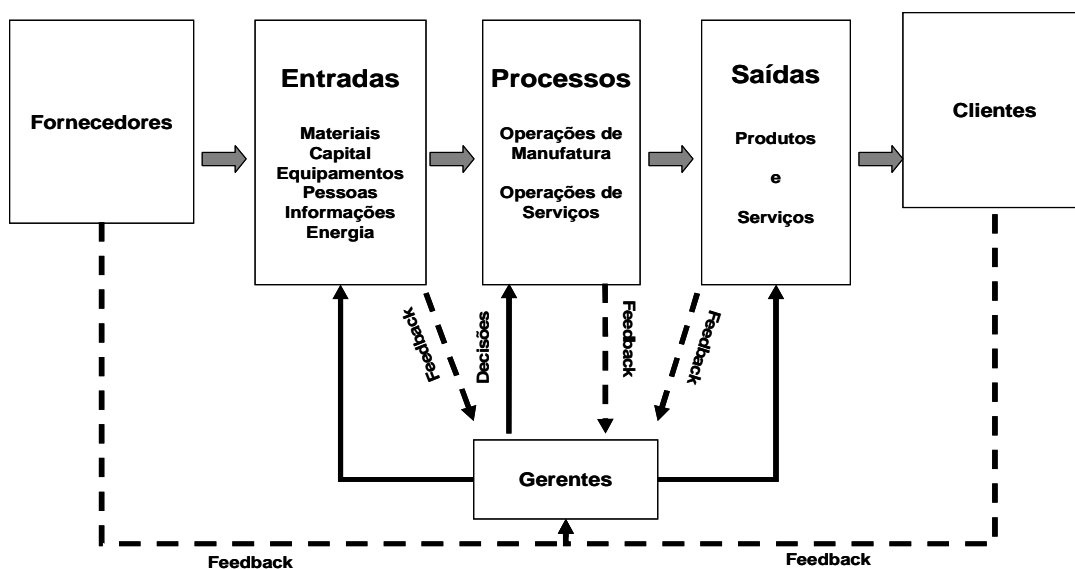 Fornecedores
Entradas
Materiais
Capital
Equipamentos
Pessoas
Informações
Energia
Processos
Operações de
Manufatura
Operações de
Serviços
Saídas
Produtos
e
Serviços
Clientes
Feedback
Decisões
Feedback
Feedback
Gerentes
Feedback
Feedback